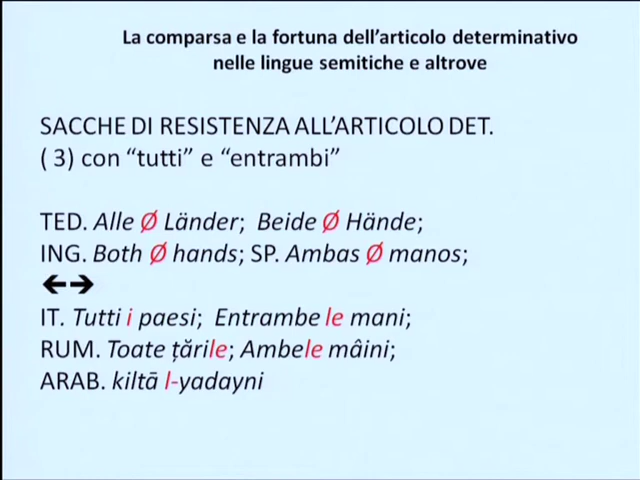 La comparsa e la fortuna dell’articolo determinativo
nelle lingue semitiche e altrove
SACCHE DI RESISTENZA ALL’ARTICOLO DET.
( 3) con “tutti” e “entrambi”
TED. Alle Ø Länder; Beide Ø Hände;
ING. Both Ø hands; SP. Ambas Ø manos;
←→
IT. Tutti i paesi; Entrambe le mani;
RUM. Toate țările; Ambele mâini;
ARAB. kiltā l-yadayni